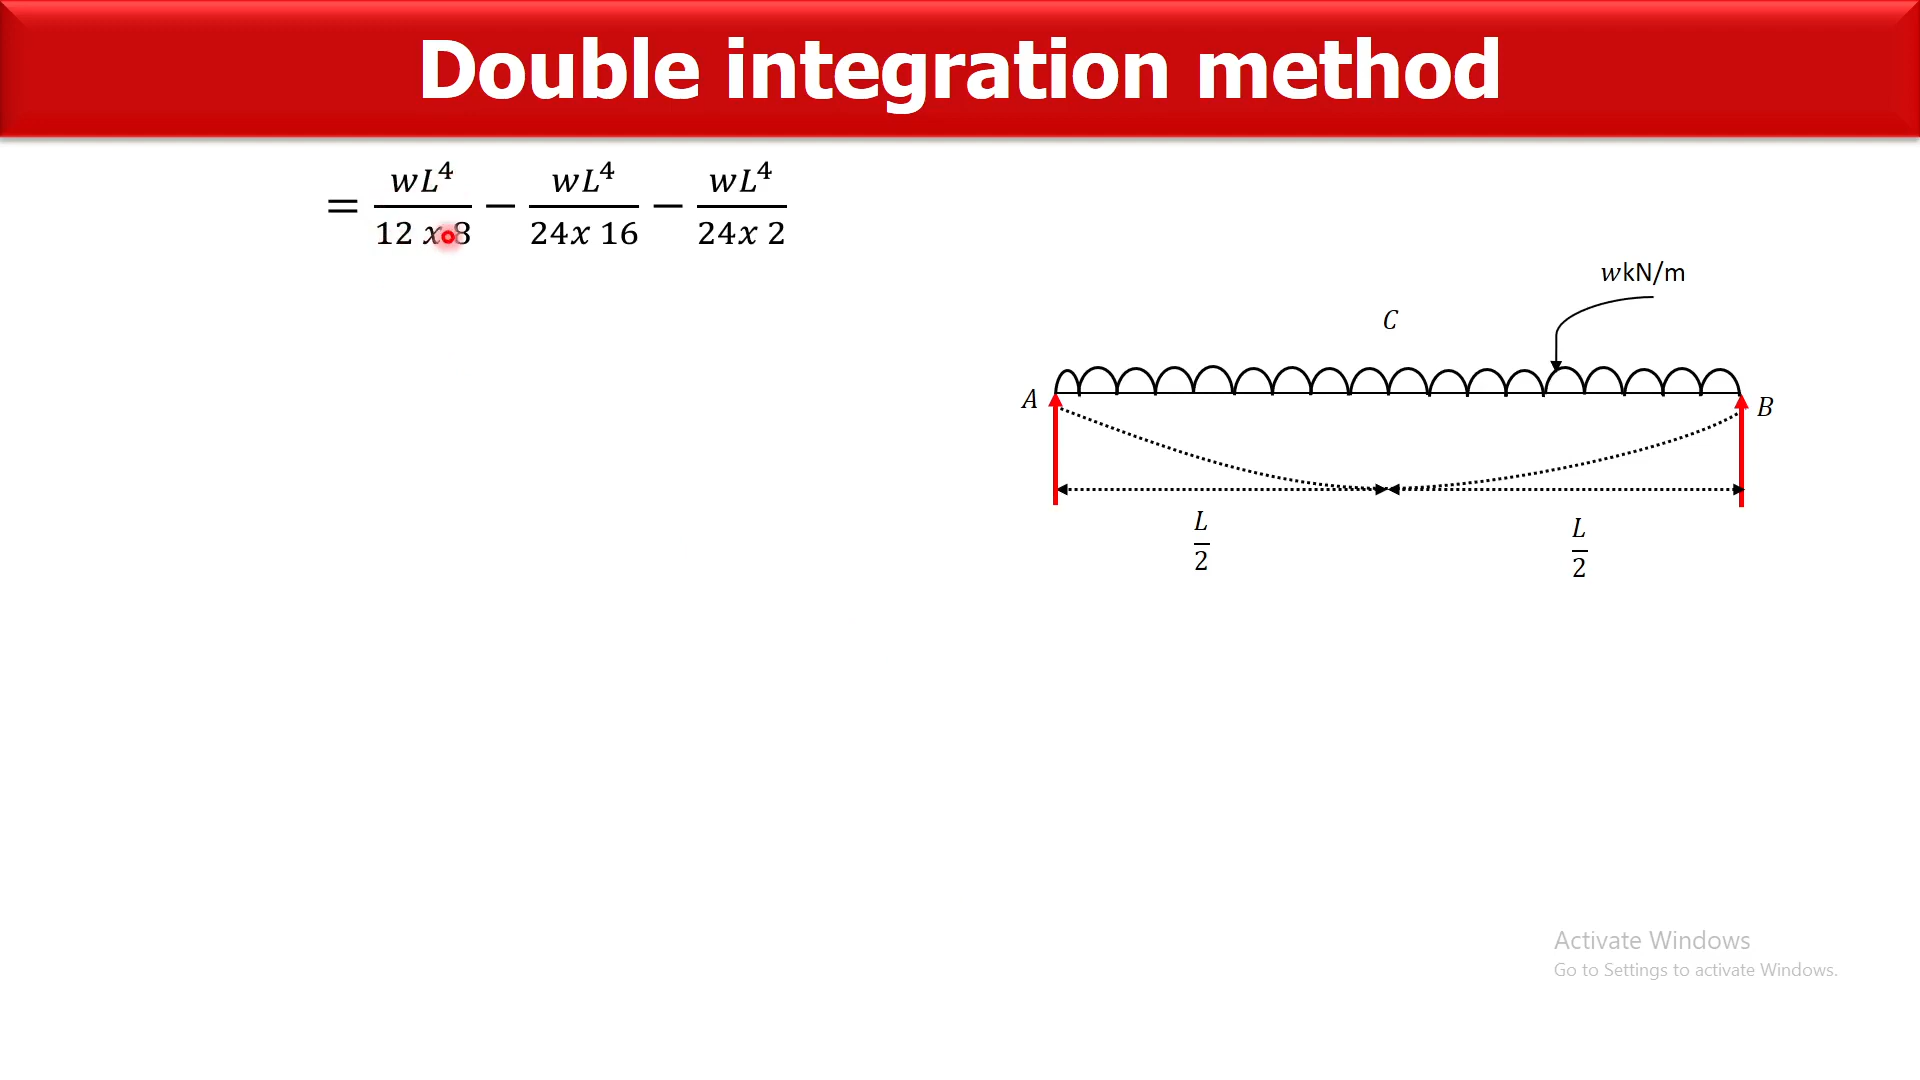 Double integration method
= wL⁴/12 x 8 − wL⁴/24x 16 − wL⁴/24x 2
wkN/m
C
A
B
L/2
L/2
Activate Windows
Go to Settings to activate Windows.